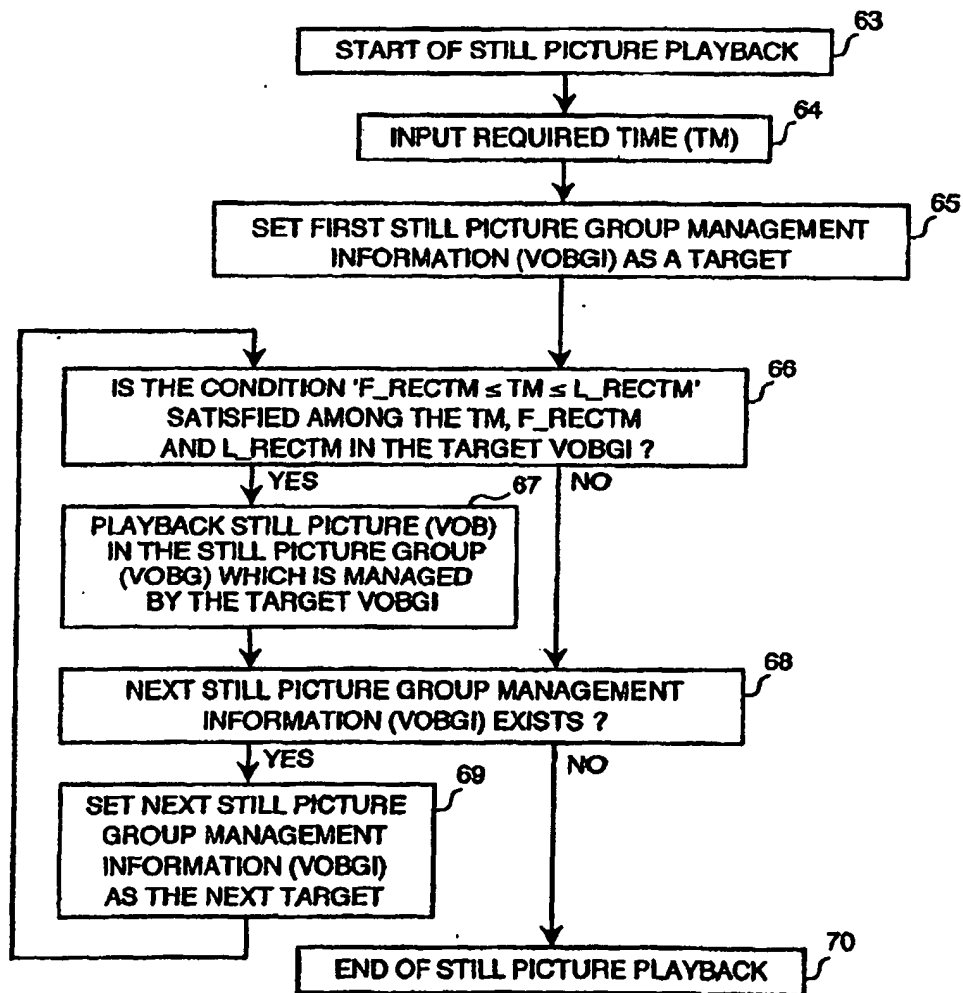 START OF STILL PICTURE PLAYBACK
63
INPUT REQUIRED TIME (TM)
64
SET FIRST STILL PICTURE GROUP MANAGEMENT
INFORMATION (VOBGI) AS A TARGET
65
IS THE CONDITION 'F_RECTM ≤ TM ≤ L_RECTM'
SATISFIED AMONG THE TM, F_RECTM
AND L_RECTM IN THE TARGET VOBGI ?
66
YES
NO
67
PLAYBACK STILL PICTURE (VOB)
IN THE STILL PICTURE GROUP
(VOBG) WHICH IS MANAGED
BY THE TARGET VOBGI
NEXT STILL PICTURE GROUP MANAGEMENT
INFORMATION (VOBGI) EXISTS ?
68
YES
NO
69
SET NEXT STILL PICTURE
GROUP MANAGEMENT
INFORMATION (VOBGI)
AS THE NEXT TARGET
END OF STILL PICTURE PLAYBACK
70